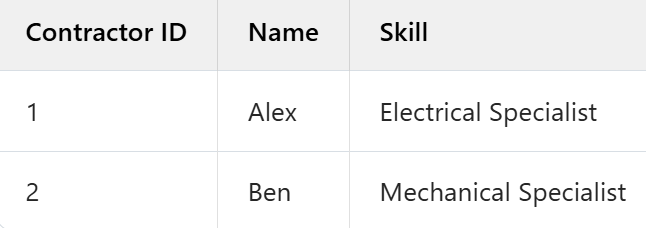 Contractor ID Name Skill
1 Alex Electrical Specialist
2 Ben Mechanical Specialist